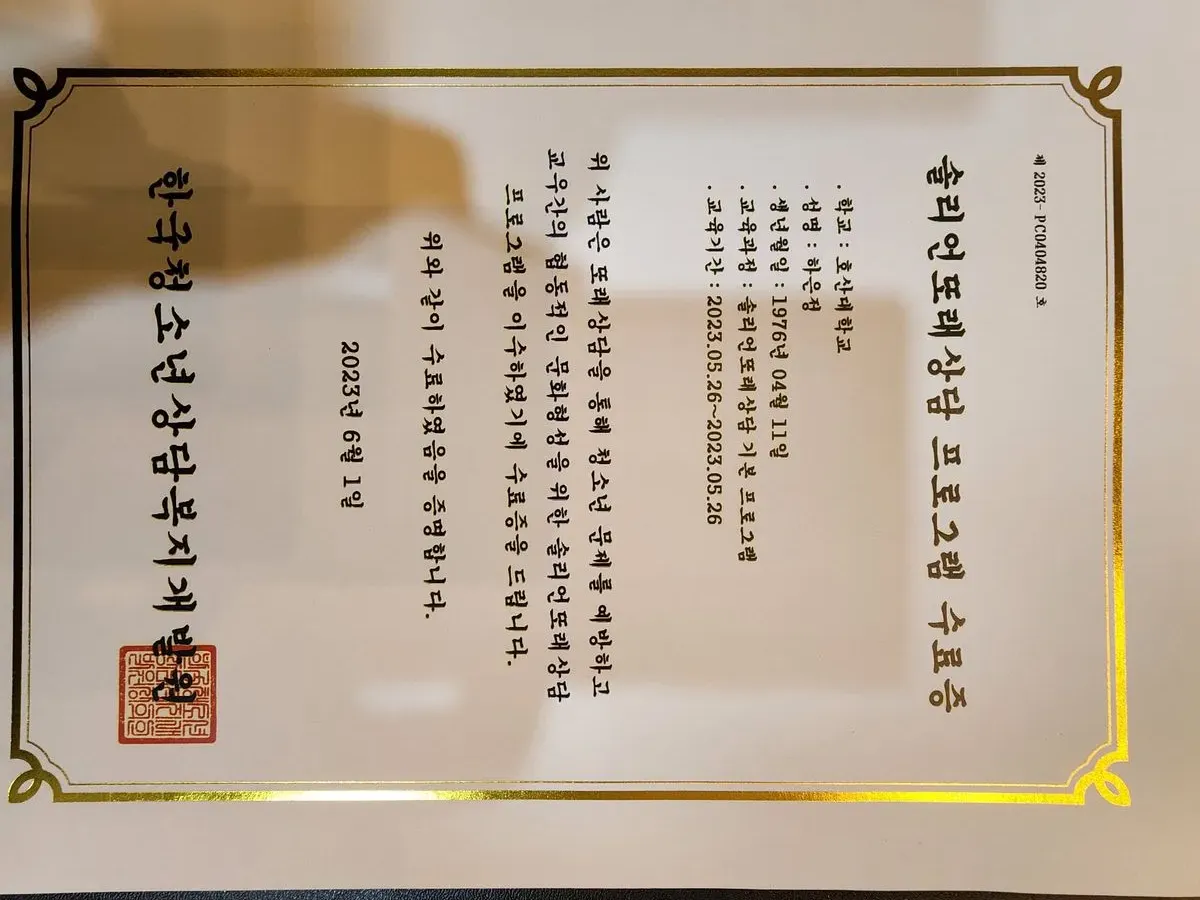 제 2023- PC0404820 호
솔리언또래상담 프로그램 수료증
. 학교 : 호산대학교
. 성명 : 하은정
. 생년월일 : 1976년 04월 11일
. 교육과정 : 솔리언또래상담 기본 프로그램
. 교육기간 : 2023.05.26~2023.05.26
위 사람은 또래상담을 통해 청소년 문제를 예방하고
교우간의 협동적인 문화형성을 위한 솔리언또래상담
프로그램을 이수하였기에 수료증을 드립니다.
위와 같이 수료하였음을 증명합니다.
2023년 6월 1일
한국청소년상담복지개발원